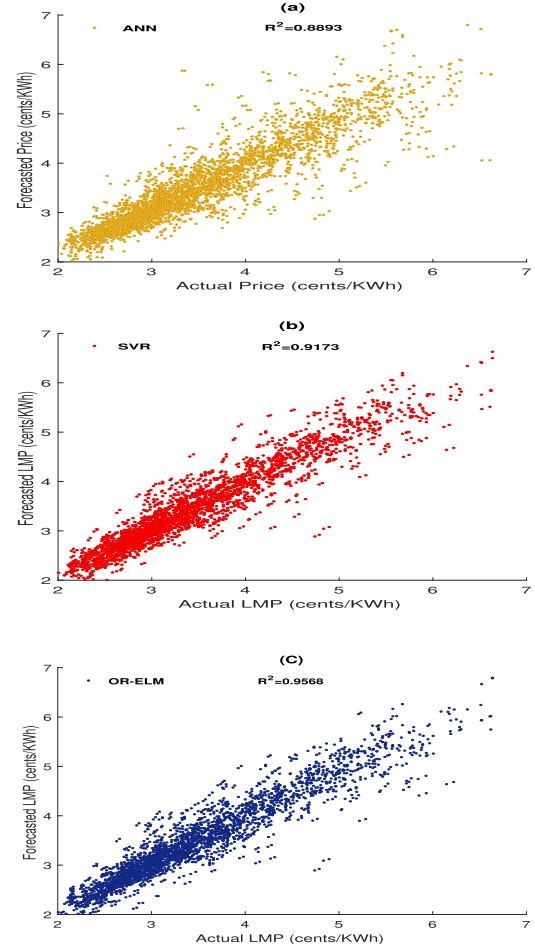 (a)
ANN
R²=0.8893
7
6
5
4
3
2
2 3 4 5 6 7
Forecasted Price (cents/KWh)
Actual Price (cents/KWh)
(b)
SVR
R²=0.9173
7
6
5
4
3
2
2 3 4 5 6 7
Forecasted LMP (cents/KWh)
Actual LMP (cents/KWh)
(C)
OR-ELM
R²=0.9568
7
6
5
4
3
2
2 3 4 5 6 7
Forecasted LMP (cents/KWh)
Actual LMP (cents/KWh)